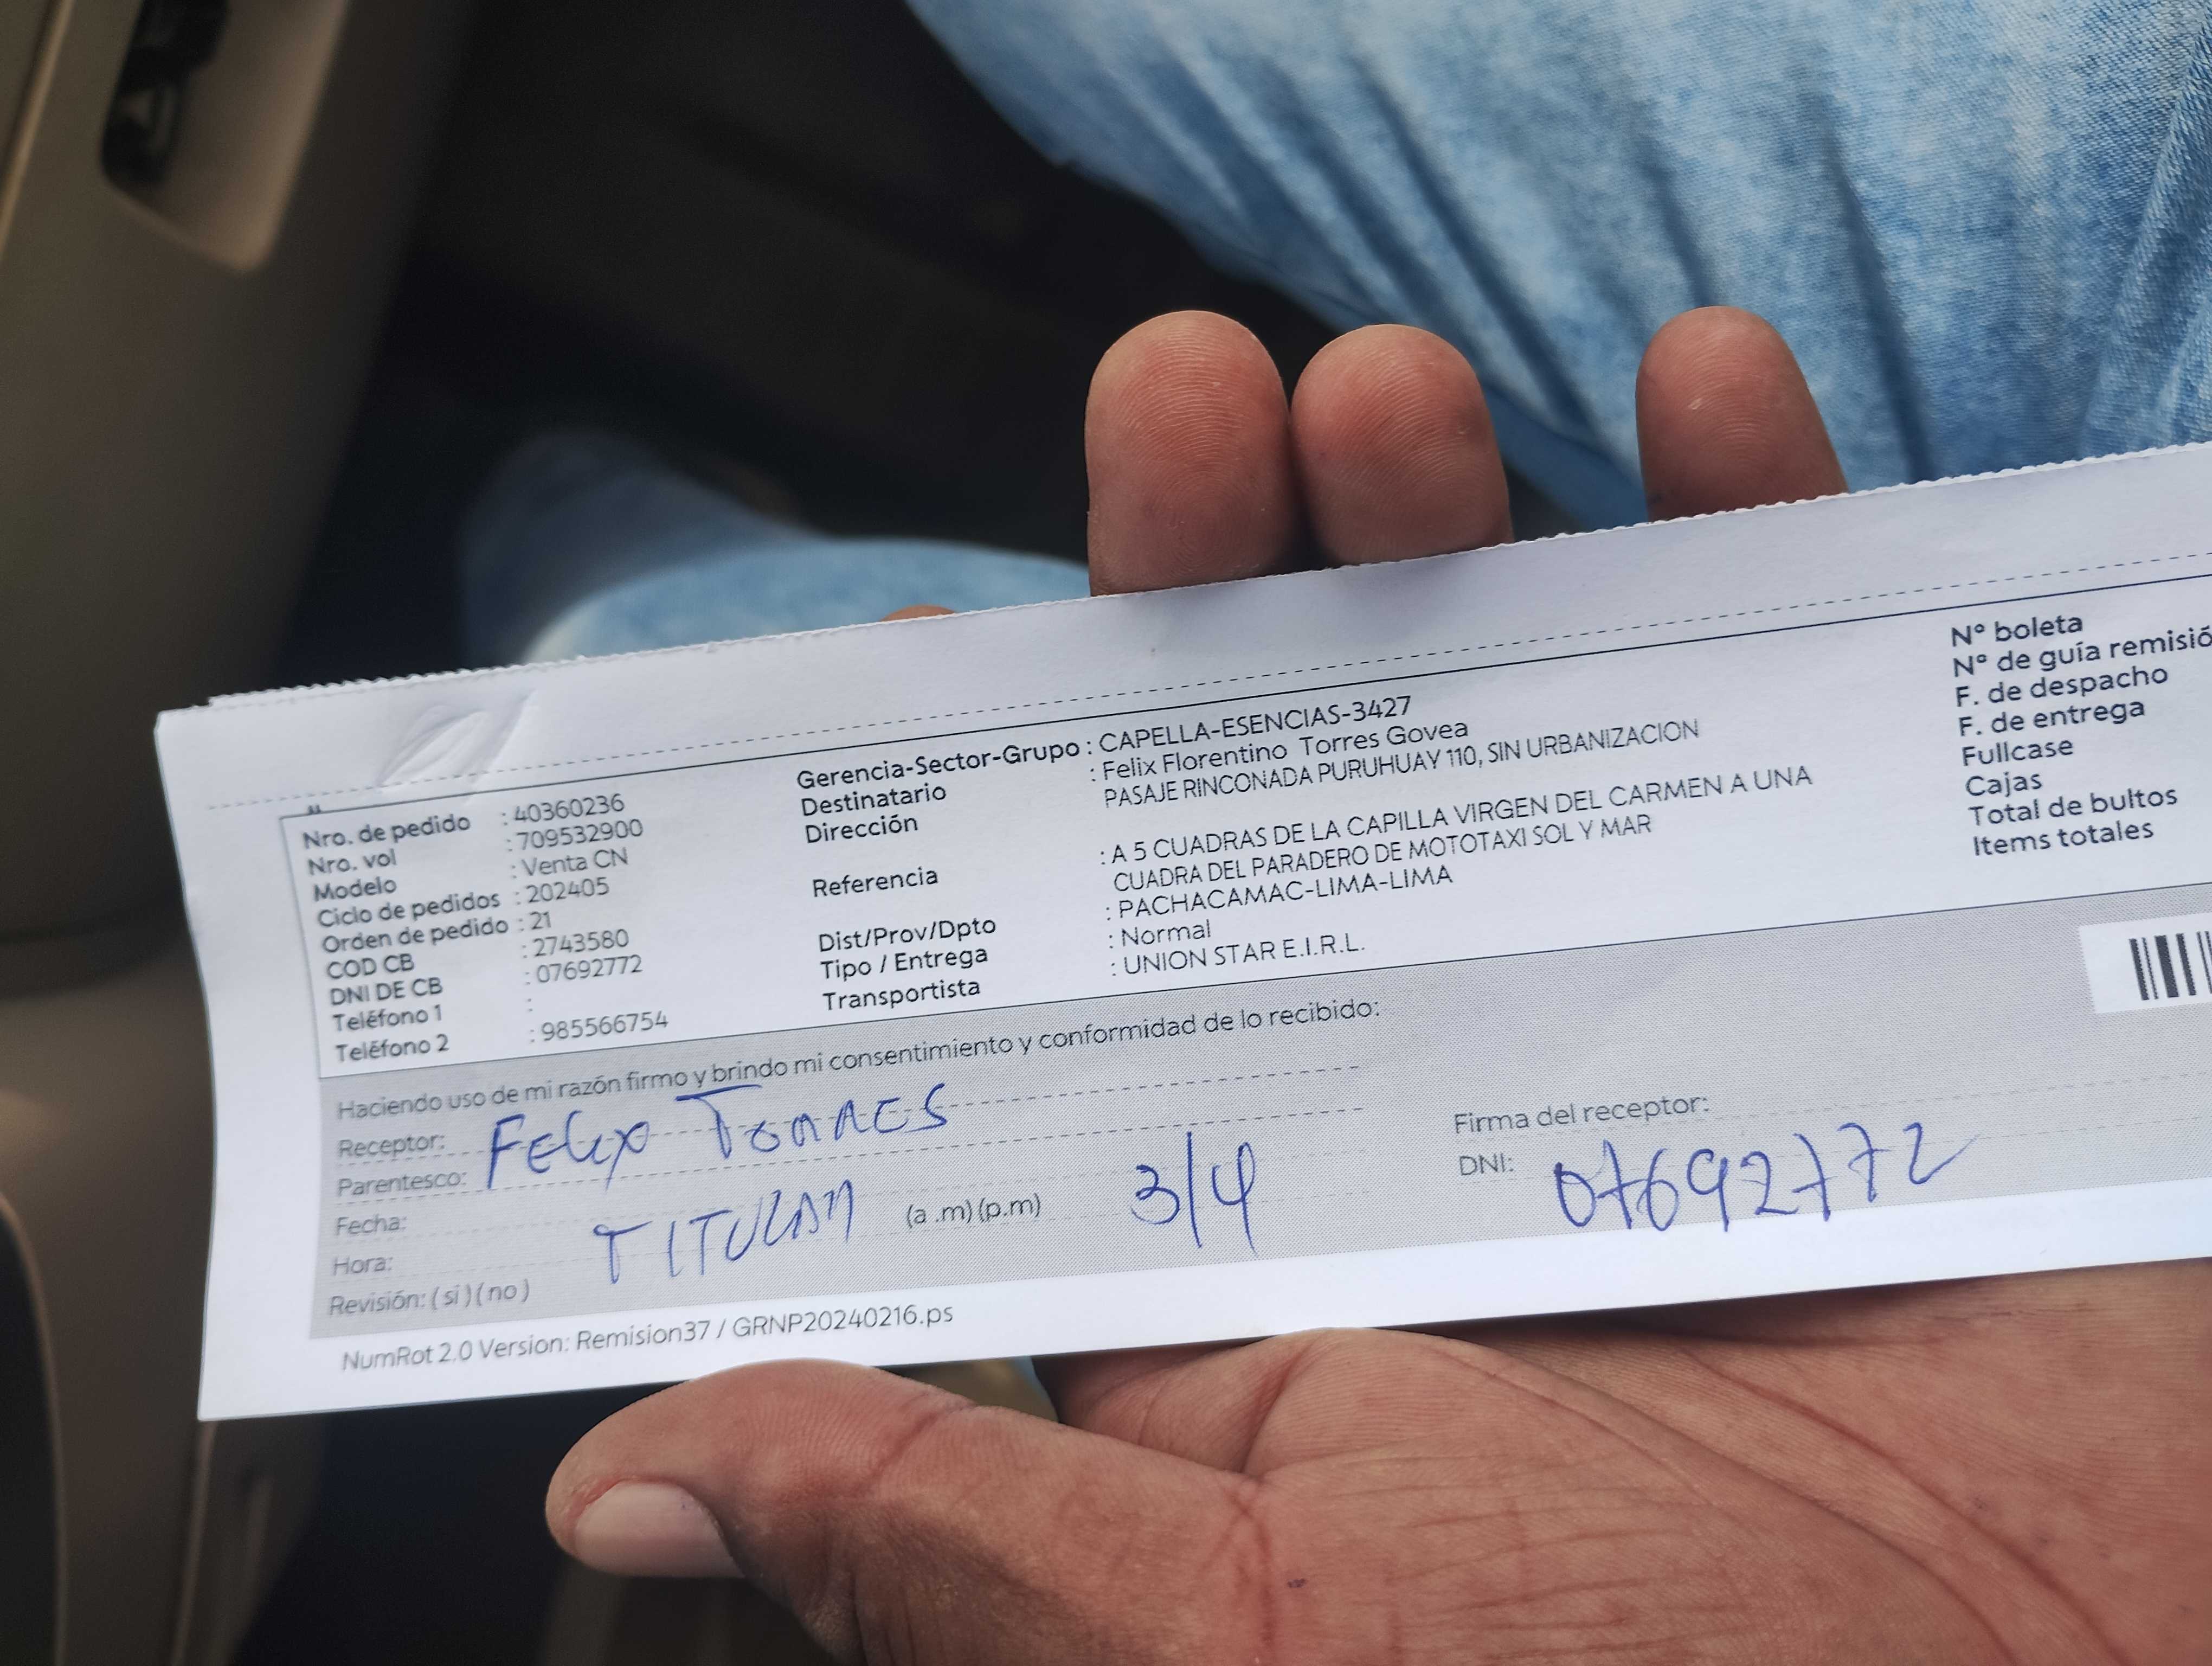 Nro. de pedido : 40360236
Nro. vol : 709532900
Modelo : Venta CN
Ciclo de pedidos : 202405
Orden de pedido : 21
COD CB : 2743580
DNI DE CB : 07692772
Teléfono 1 :
Teléfono 2 : 985566754
Gerencia-Sector-Grupo : CAPELLA-ESENCIAS-3427
Destinatario : Felix Florentino Torres Govea
Dirección PASAJE RINCONADA PURUHUAY 110, SIN URBANIZACION
Referencia : A 5 CUADRAS DE LA CAPILLA VIRGEN DEL CARMEN A UNA
CUADRA DEL PARADERO DE MOTOTAXI SOL Y MAR
Dist/Prov/Dpto : PACHACAMAC-LIMA-LIMA
Tipo / Entrega : Normal
Transportista : UNION STAR E.I.R.L.
N° boleta
N° de guía remisió
F. de despacho
F. de entrega
Fullcase
Cajas
Total de bultos
Items totales
Haciendo uso de mi razón firmo y brindo mi consentimiento y conformidad de lo recibido:
Receptor: Felix Torres
Parentesco:
Fecha:
TITULAR (a .m)(p.m) 3/4
Hora:
Revisión: ( si )( no )
Firma del receptor:
DNI: 07692772
NumRot 2.0 Version: Remision37 / GRNP20240216.ps